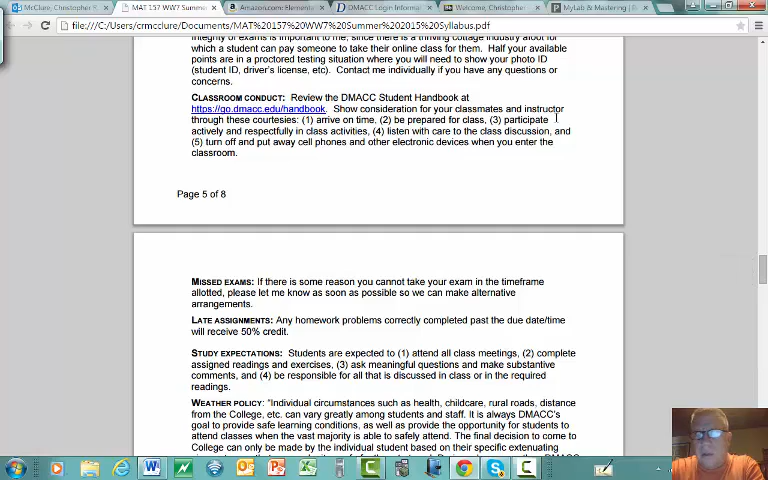 McClure, Christopher
MAT 157 WW7 Summer
Amazon.com: Element
DMACC Login Informa
Welcome, Christopher
MyLab & Mastering |
file:///C:/Users/crmcclure/Documents/MAT%20157%20WW7%20Summer%202015%20Syllabus.pdf
integrity of exams is important to me, since there is a thriving cottage industry afoot for
which a student can pay someone to take their online class for them. Half your available
points are in a proctored testing situation where you will need to show your photo ID
(student ID, driver's license, etc). Contact me individually if you have any questions or
concerns.
CLASSROOM CONDUCT: Review the DMACC Student Handbook at
https://go.dmacc.edu/handbook. Show consideration for your classmates and instructor
through these courtesies: (1) arrive on time, (2) be prepared for class, (3) participate
actively and respectfully in class activities, (4) listen with care to the class discussion, and
(5) turn off and put away cell phones and other electronic devices when you enter the
classroom.
Page 5 of 8
MISSED EXAMS: If there is some reason you cannot take your exam in the timeframe
allotted, please let me know as soon as possible so we can make alternative
arrangements.
LATE ASSIGNMENTS: Any homework problems correctly completed past the due date/time
will receive 50% credit.
STUDY EXPECTATIONS: Students are expected to (1) attend all class meetings, (2) complete
assigned readings and exercises, (3) ask meaningful questions and make substantive
comments, and (4) be responsible for all that is discussed in class or in the required
readings.
WEATHER POLICY: "Individual circumstances such as health, childcare, rural roads, distance
from the College, etc. can vary greatly among students and staff. It is always DMACC's
goal to provide safe learning conditions, as well as provide the opportunity for students to
attend classes when the vast majority is able to safely attend. The final decision to come to
College can only be made by the individual student based on their specific extenuating